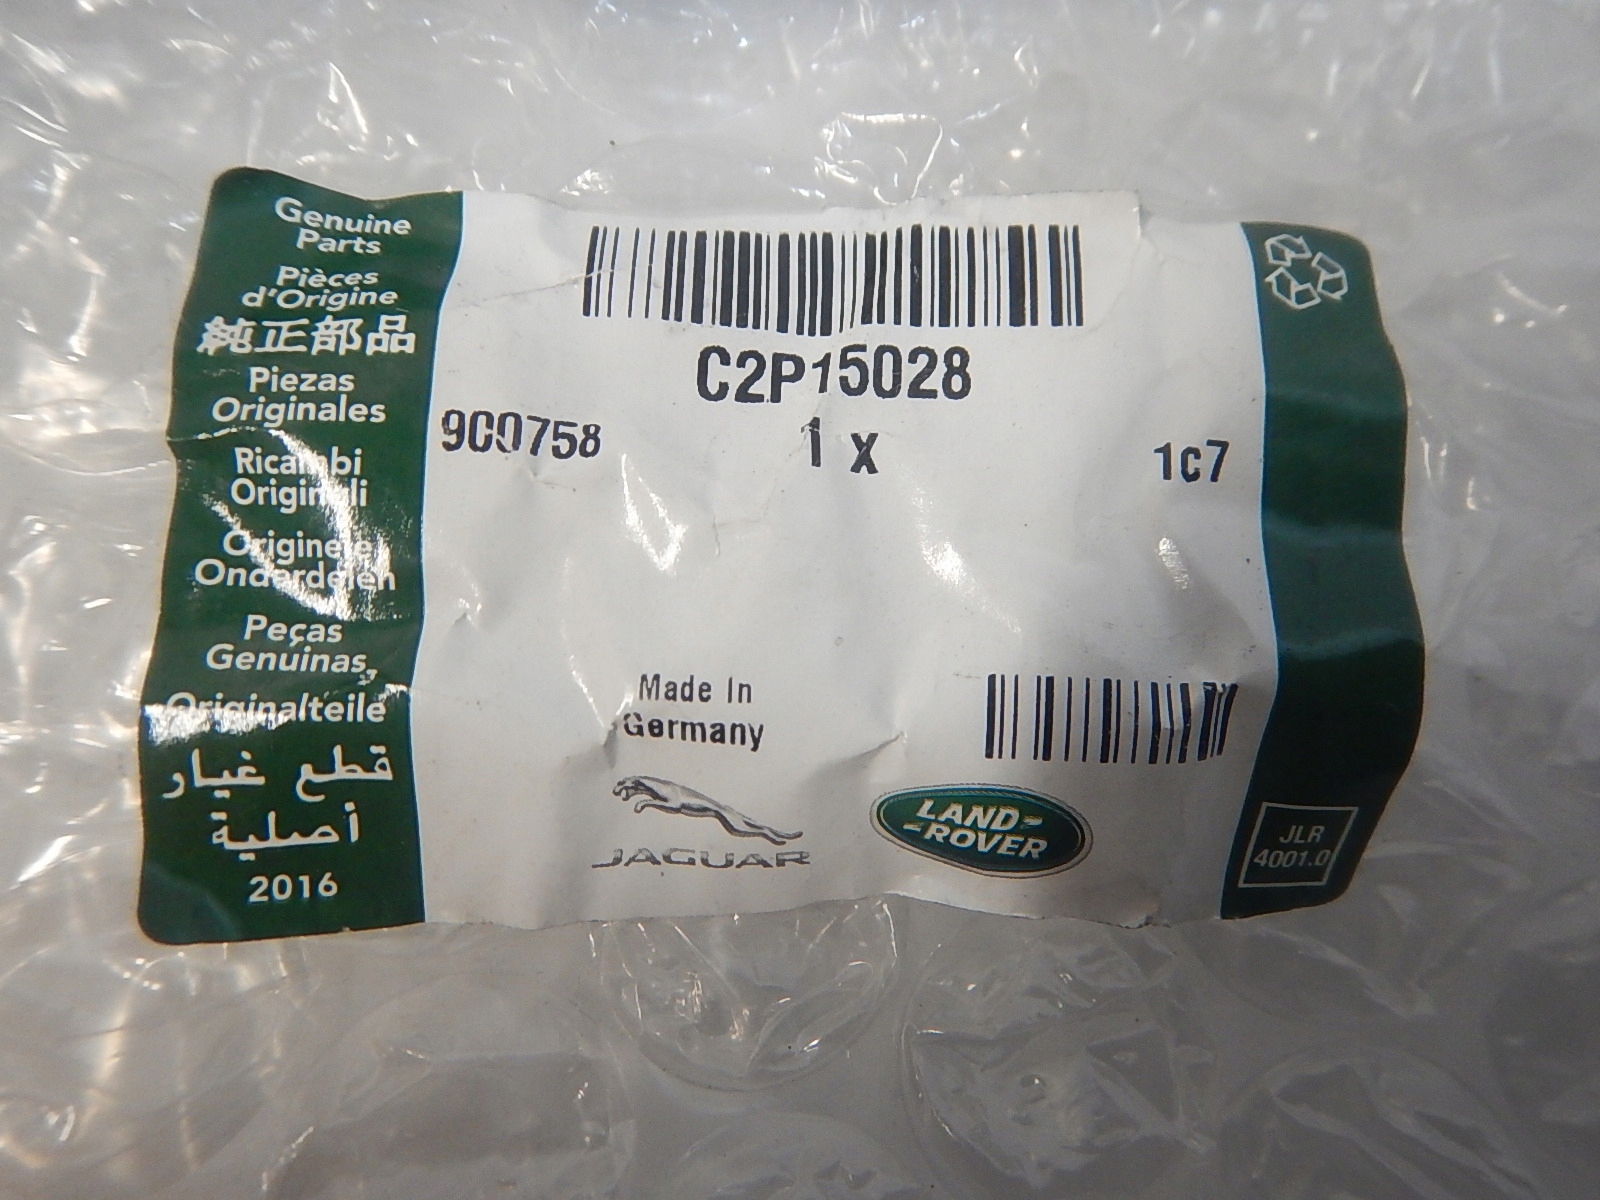 Genuine
Parts
Pièces
d'Origine
純正部品
Piezas
Originales
Ricambi
Originali
Originele
Onderdelen
Peças
Genuinas
Originalteile
قطع غيار
أصلية
2016
C2P15028
900758
1 x
1c7
Made In
Germany
JAGUAR
LAND
ROVER
JLR
4001.0